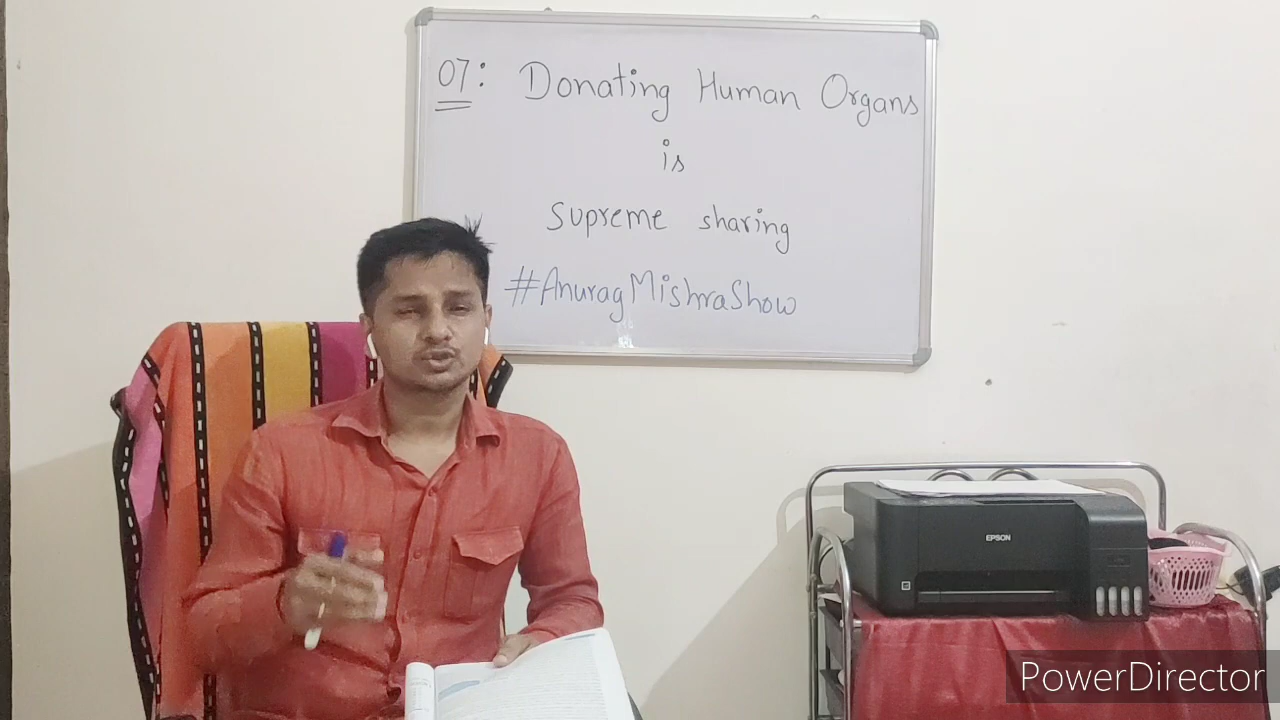 07: Donating Human Organs
is
Supreme sharing
#AnuragMishraShow
EPSON
PowerDirector